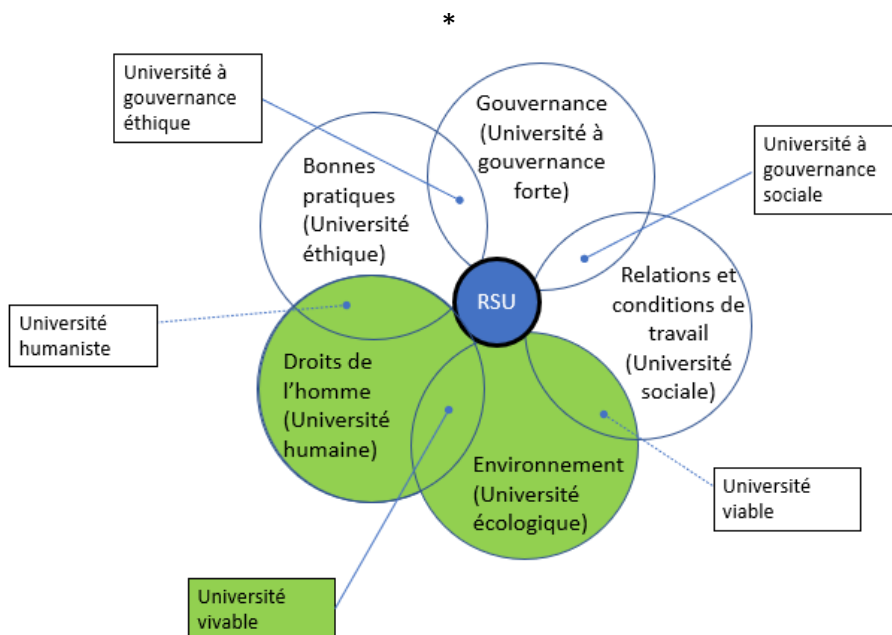 *
Université à
gouvernance
éthique
Gouvernance
(Université à
gouvernance
forte)
Université à
gouvernance
sociale
Bonnes
pratiques
(Université
éthique)
RSU
Relations et
conditions de
travail
(Université
sociale)
Université
humaniste
Droits de
l’homme
(Université
humaine)
Environnement
(Université
écologique)
Université
viable
Université
vivable